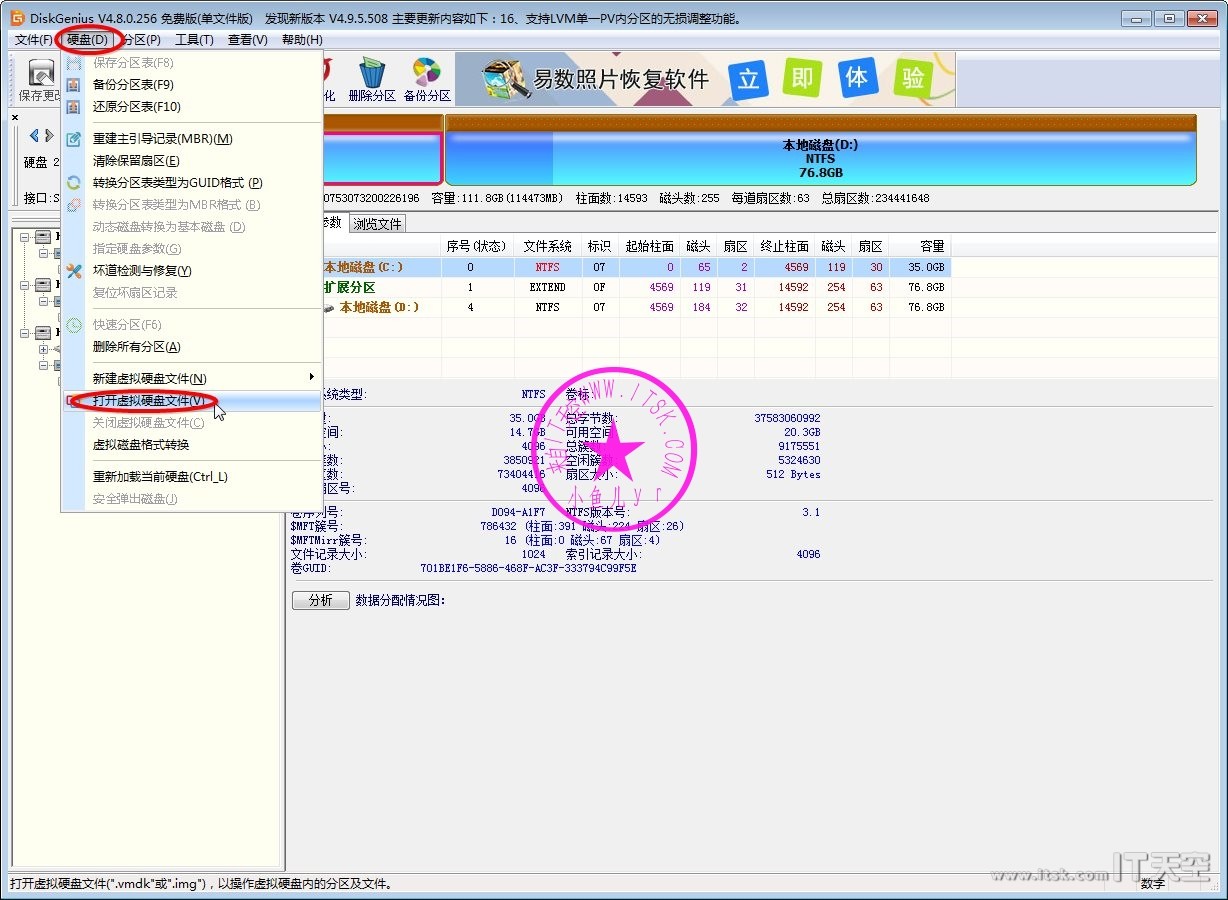 DiskGenius V4.8.0.256 免费版(单文件版) 发现新版本 V4.9.5.508 主要更新内容如下：16、支持LVM单一PV内分区的无损调整功能。
文件(F) 硬盘(D) 分区(P) 工具(T) 查看(V) 帮助(H)
保存更 化 删除分区 备份分区 易数照片恢复软件 立 即 体 验
保存分区表(F8)
备份分区表(F9)
还原分区表(F10)
重建主引导记录(MBR)(M)
清除保留扇区(E)
转换分区表类型为GUID格式 (P)
转换分区表类型为MBR格式 (B)
动态磁盘转换为基本磁盘 (D)
指定硬盘参数(G)
坏道检测与修复(Y)
复位坏扇区记录
快速分区(F6)
删除所有分区(A)
新建虚拟硬盘文件(N)
打开虚拟硬盘文件(V)
关闭虚拟硬盘文件(C)
虚拟磁盘格式转换
重新加载当前硬盘(Ctrl_L)
安全弹出磁盘(J)
硬盘 2
接口:S
本地磁盘(D:)
NTFS
76.8GB
0753073200226196 容量:111.8GB(114473MB) 柱面数:14593 磁头数:255 每道扇区数:63 总扇区数:234441648
参数 浏览文件
序号(状态) 文件系统 标识 起始柱面 磁头 扇区 终止柱面 磁头 扇区 容量
本地磁盘(C:) 0 NTFS 07 0 65 2 4569 119 30 35.0GB
扩展分区 1 EXTEND 0F 4569 119 31 14592 254 63 76.8GB
本地磁盘(D:) 4 NTFS 07 4569 184 32 14592 254 63 76.8GB
系统类型: NTFS 卷标:
35.0GB 总字节数: 37583060992
空间: 14.7GB 可用空间: 20.3GB
4096 总簇数: 9175551
簇数: 3850921 空闲簇数: 5324630
区数: 73404416 扇区大小: 512 Bytes
扇区号: 4096
卷序列号: D094-A1F7 NTFS版本号: 3.1
$MFT簇号: 786432 (柱面:391 磁头:224 扇区:26)
$MFTMirr簇号: 16 (柱面:0 磁头:67 扇区:4)
文件记录大小: 1024 索引记录大小: 4096
卷GUID: 701BE1F6-5886-468F-AC3F-333794C99F5E
分析 数据分配情况图:
来自IT天空WWW.ITSK.COM
小鱼儿yr
打开虚拟硬盘文件(".vmdk"或".img")，以操作虚拟硬盘内的分区及文件。 数字
www.itsk.com IT天空